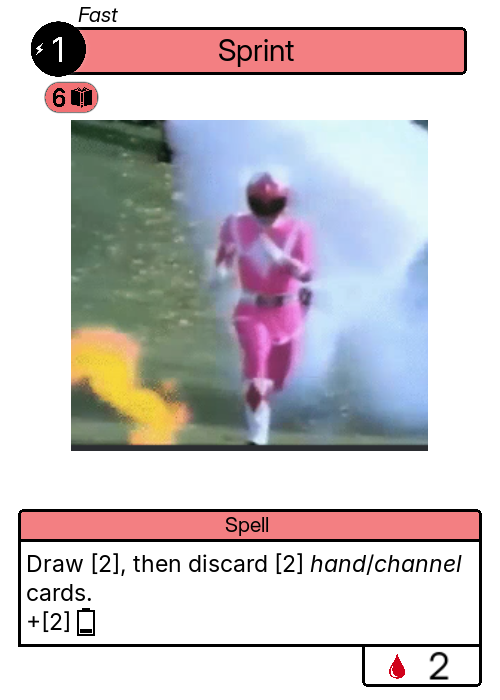 Fast
1 Sprint
6
Spell
Draw [2], then discard [2] hand/channel
cards.
+[2]
2